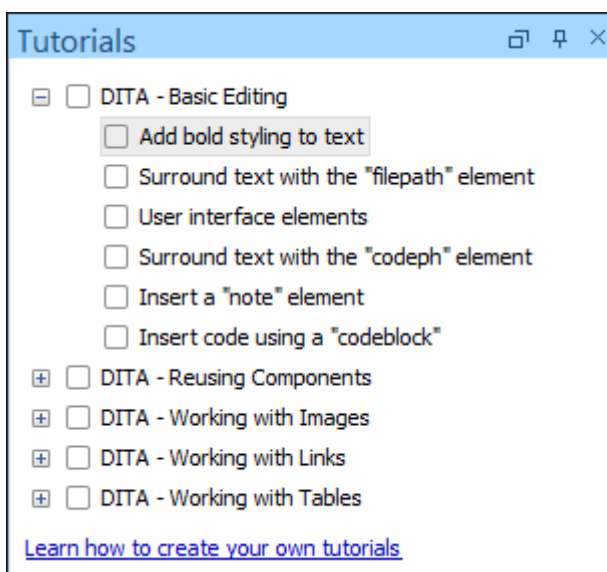 Tutorials
DITA - Basic Editing
Add bold styling to text
Surround text with the "filepath" element
User interface elements
Surround text with the "codeph" element
Insert a "note" element
Insert code using a "codeblock"
DITA - Reusing Components
DITA - Working with Images
DITA - Working with Links
DITA - Working with Tables
Learn how to create your own tutorials